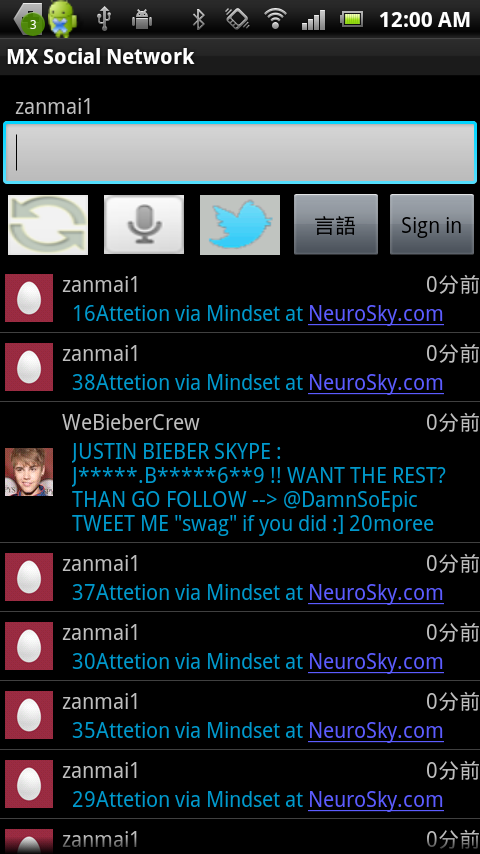 3
12:00 AM
MX Social Network
zanmai1
言語
Sign in
zanmai1 0分前
16Attetion via Mindset at NeuroSky.com
zanmai1 0分前
38Attetion via Mindset at NeuroSky.com
WeBieberCrew 0分前
JUSTIN BIEBER SKYPE :
J*****.B*****6**9 !! WANT THE REST?
THAN GO FOLLOW --> @DamnSoEpic
TWEET ME "swag" if you did :] 20moree
zanmai1 0分前
37Attetion via Mindset at NeuroSky.com
zanmai1 0分前
30Attetion via Mindset at NeuroSky.com
zanmai1 0分前
35Attetion via Mindset at NeuroSky.com
zanmai1 0分前
29Attetion via Mindset at NeuroSky.com
zanmai1 0分前